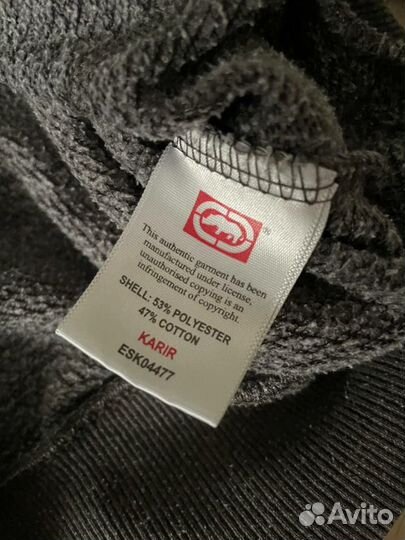 ®
This authentic garment has been
manufactured under license,
unauthorised copying is an
infringement of copyright.
SHELL: 53% POLYESTER
47% COTTON
KARIR
ESK04477
Avito